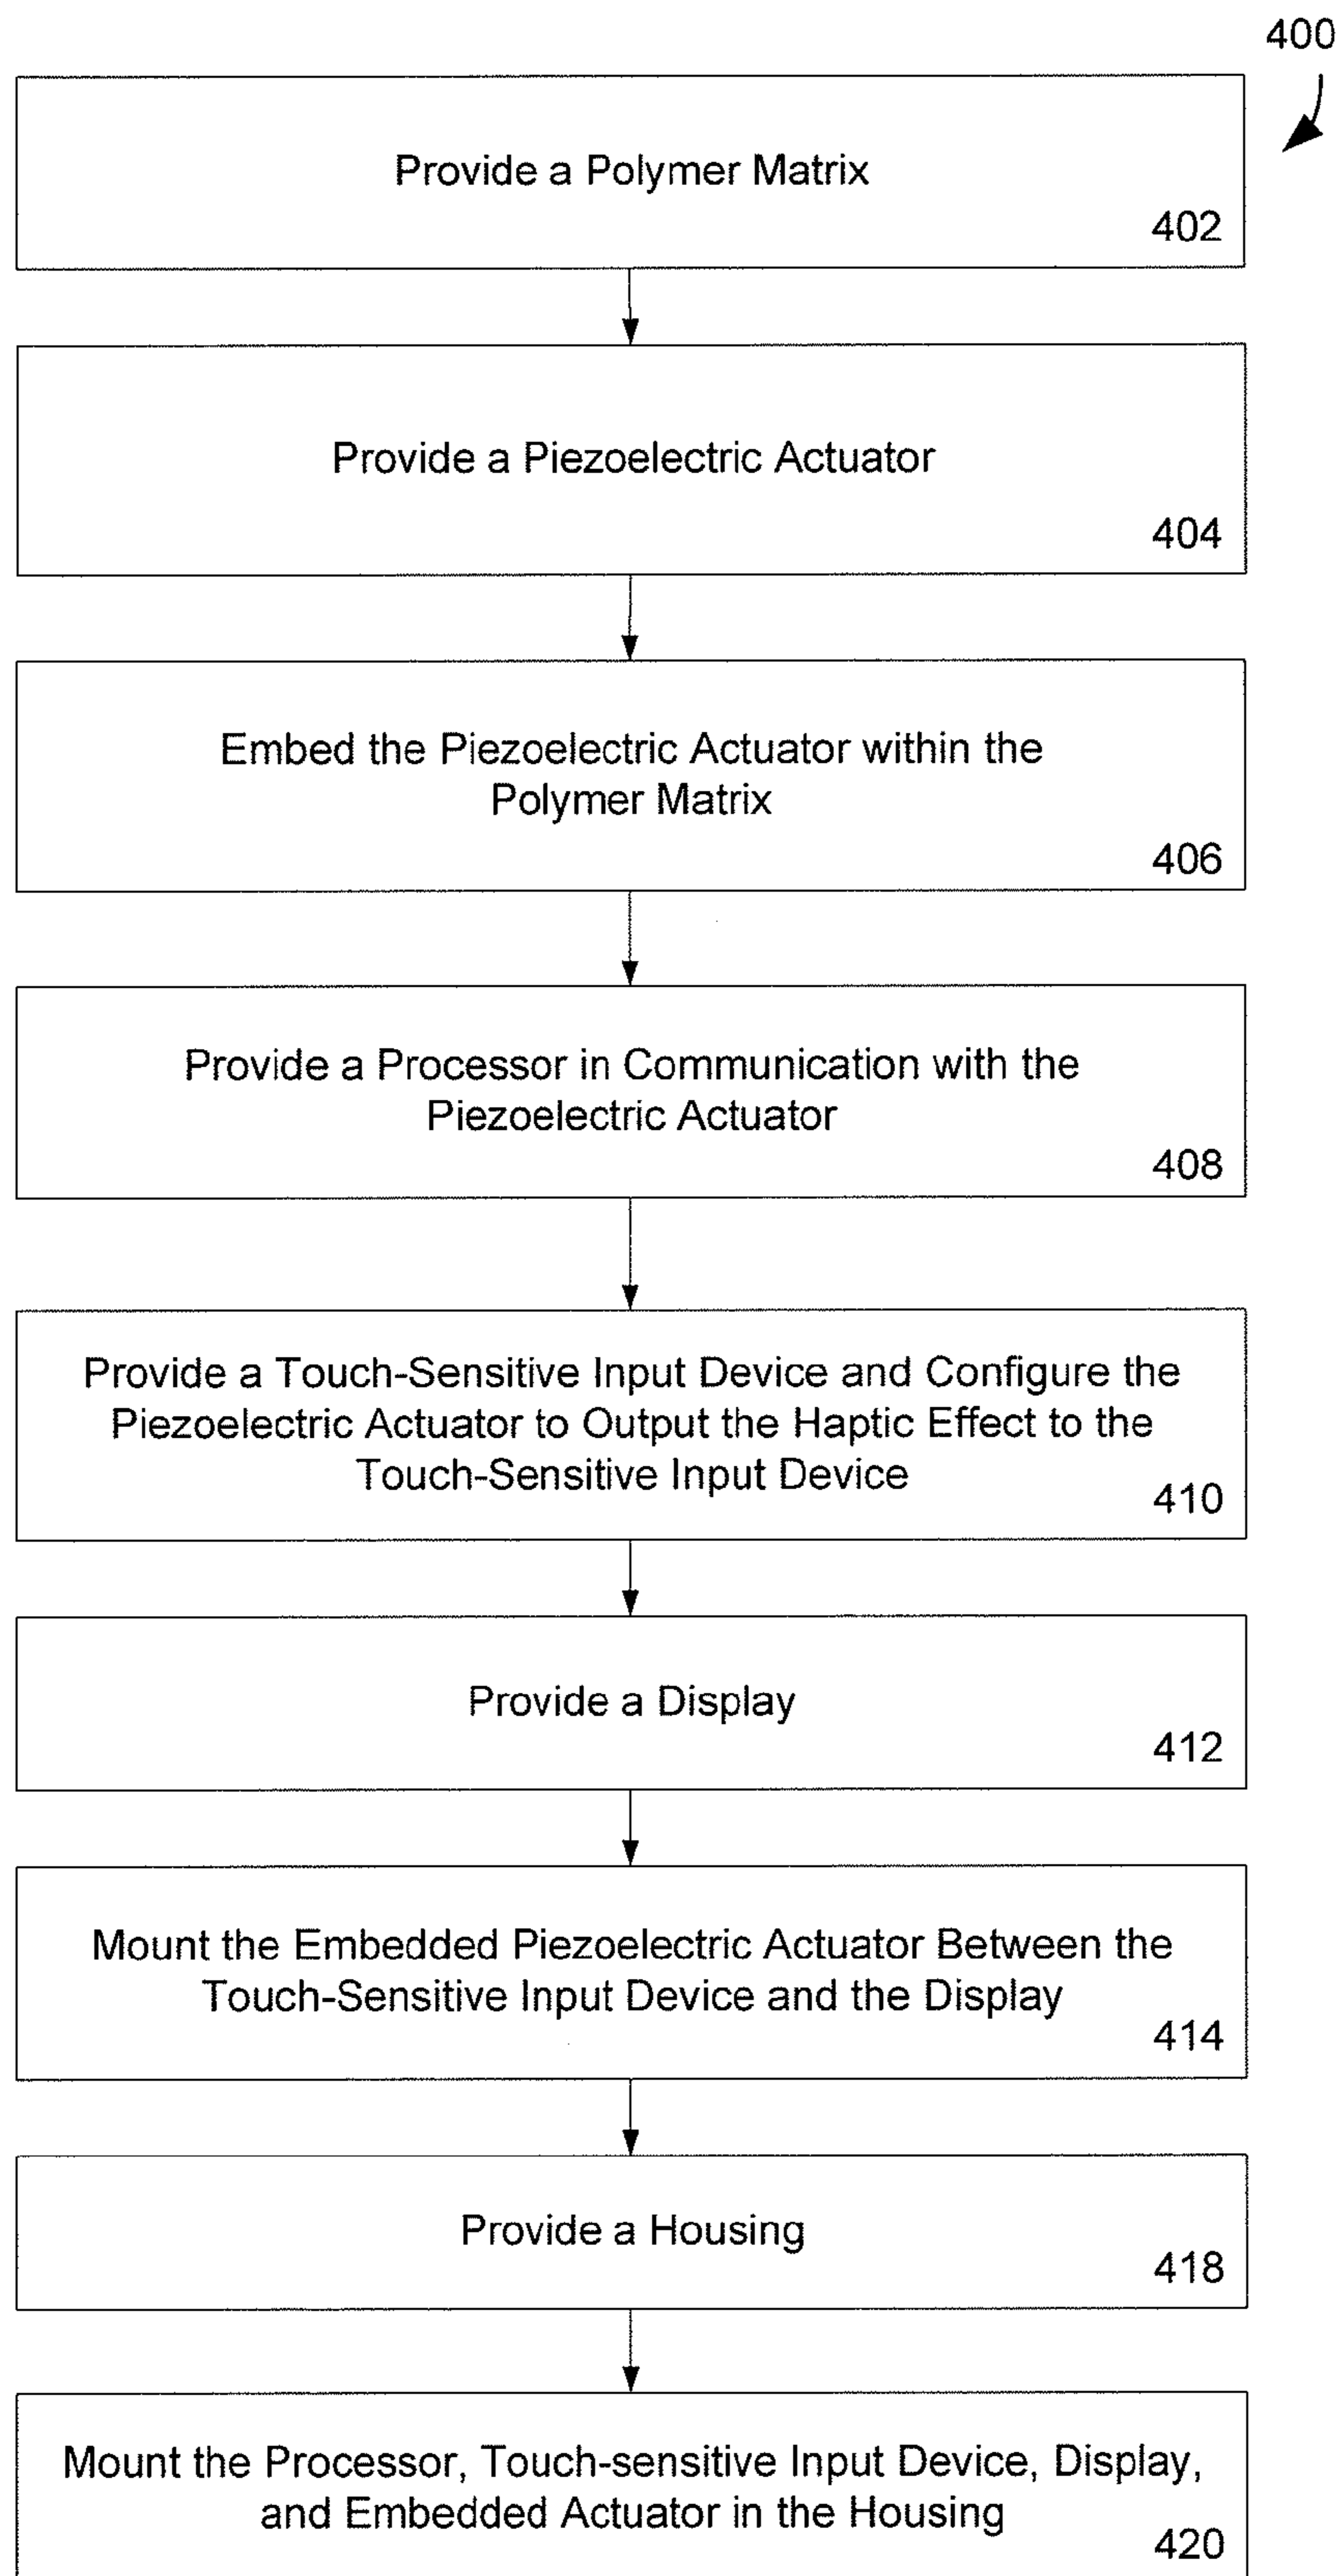 400
Provide a Polymer Matrix
402
Provide a Piezoelectric Actuator
404
Embed the Piezoelectric Actuator within the
Polymer Matrix
406
Provide a Processor in Communication with the
Piezoelectric Actuator
408
Provide a Touch-Sensitive Input Device and Configure the
Piezoelectric Actuator to Output the Haptic Effect to the
Touch-Sensitive Input Device
410
Provide a Display
412
Mount the Embedded Piezoelectric Actuator Between the
Touch-Sensitive Input Device and the Display
414
Provide a Housing
418
Mount the Processor, Touch-sensitive Input Device, Display,
and Embedded Actuator in the Housing
420